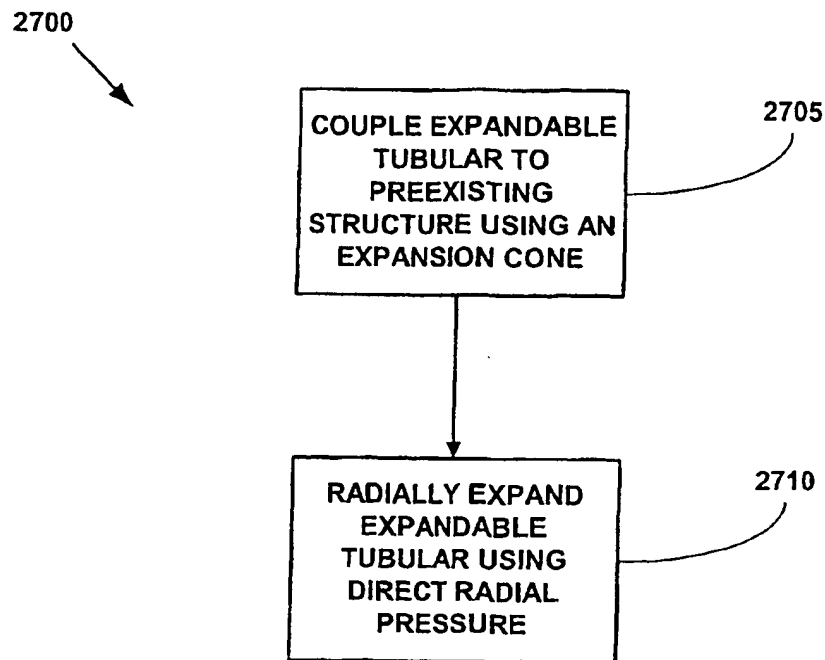 2700
COUPLE EXPANDABLE
TUBULAR TO
PREEXISTING
STRUCTURE USING AN
EXPANSION CONE
2705
RADIALLY EXPAND
EXPANDABLE
TUBULAR USING
DIRECT RADIAL
PRESSURE
2710